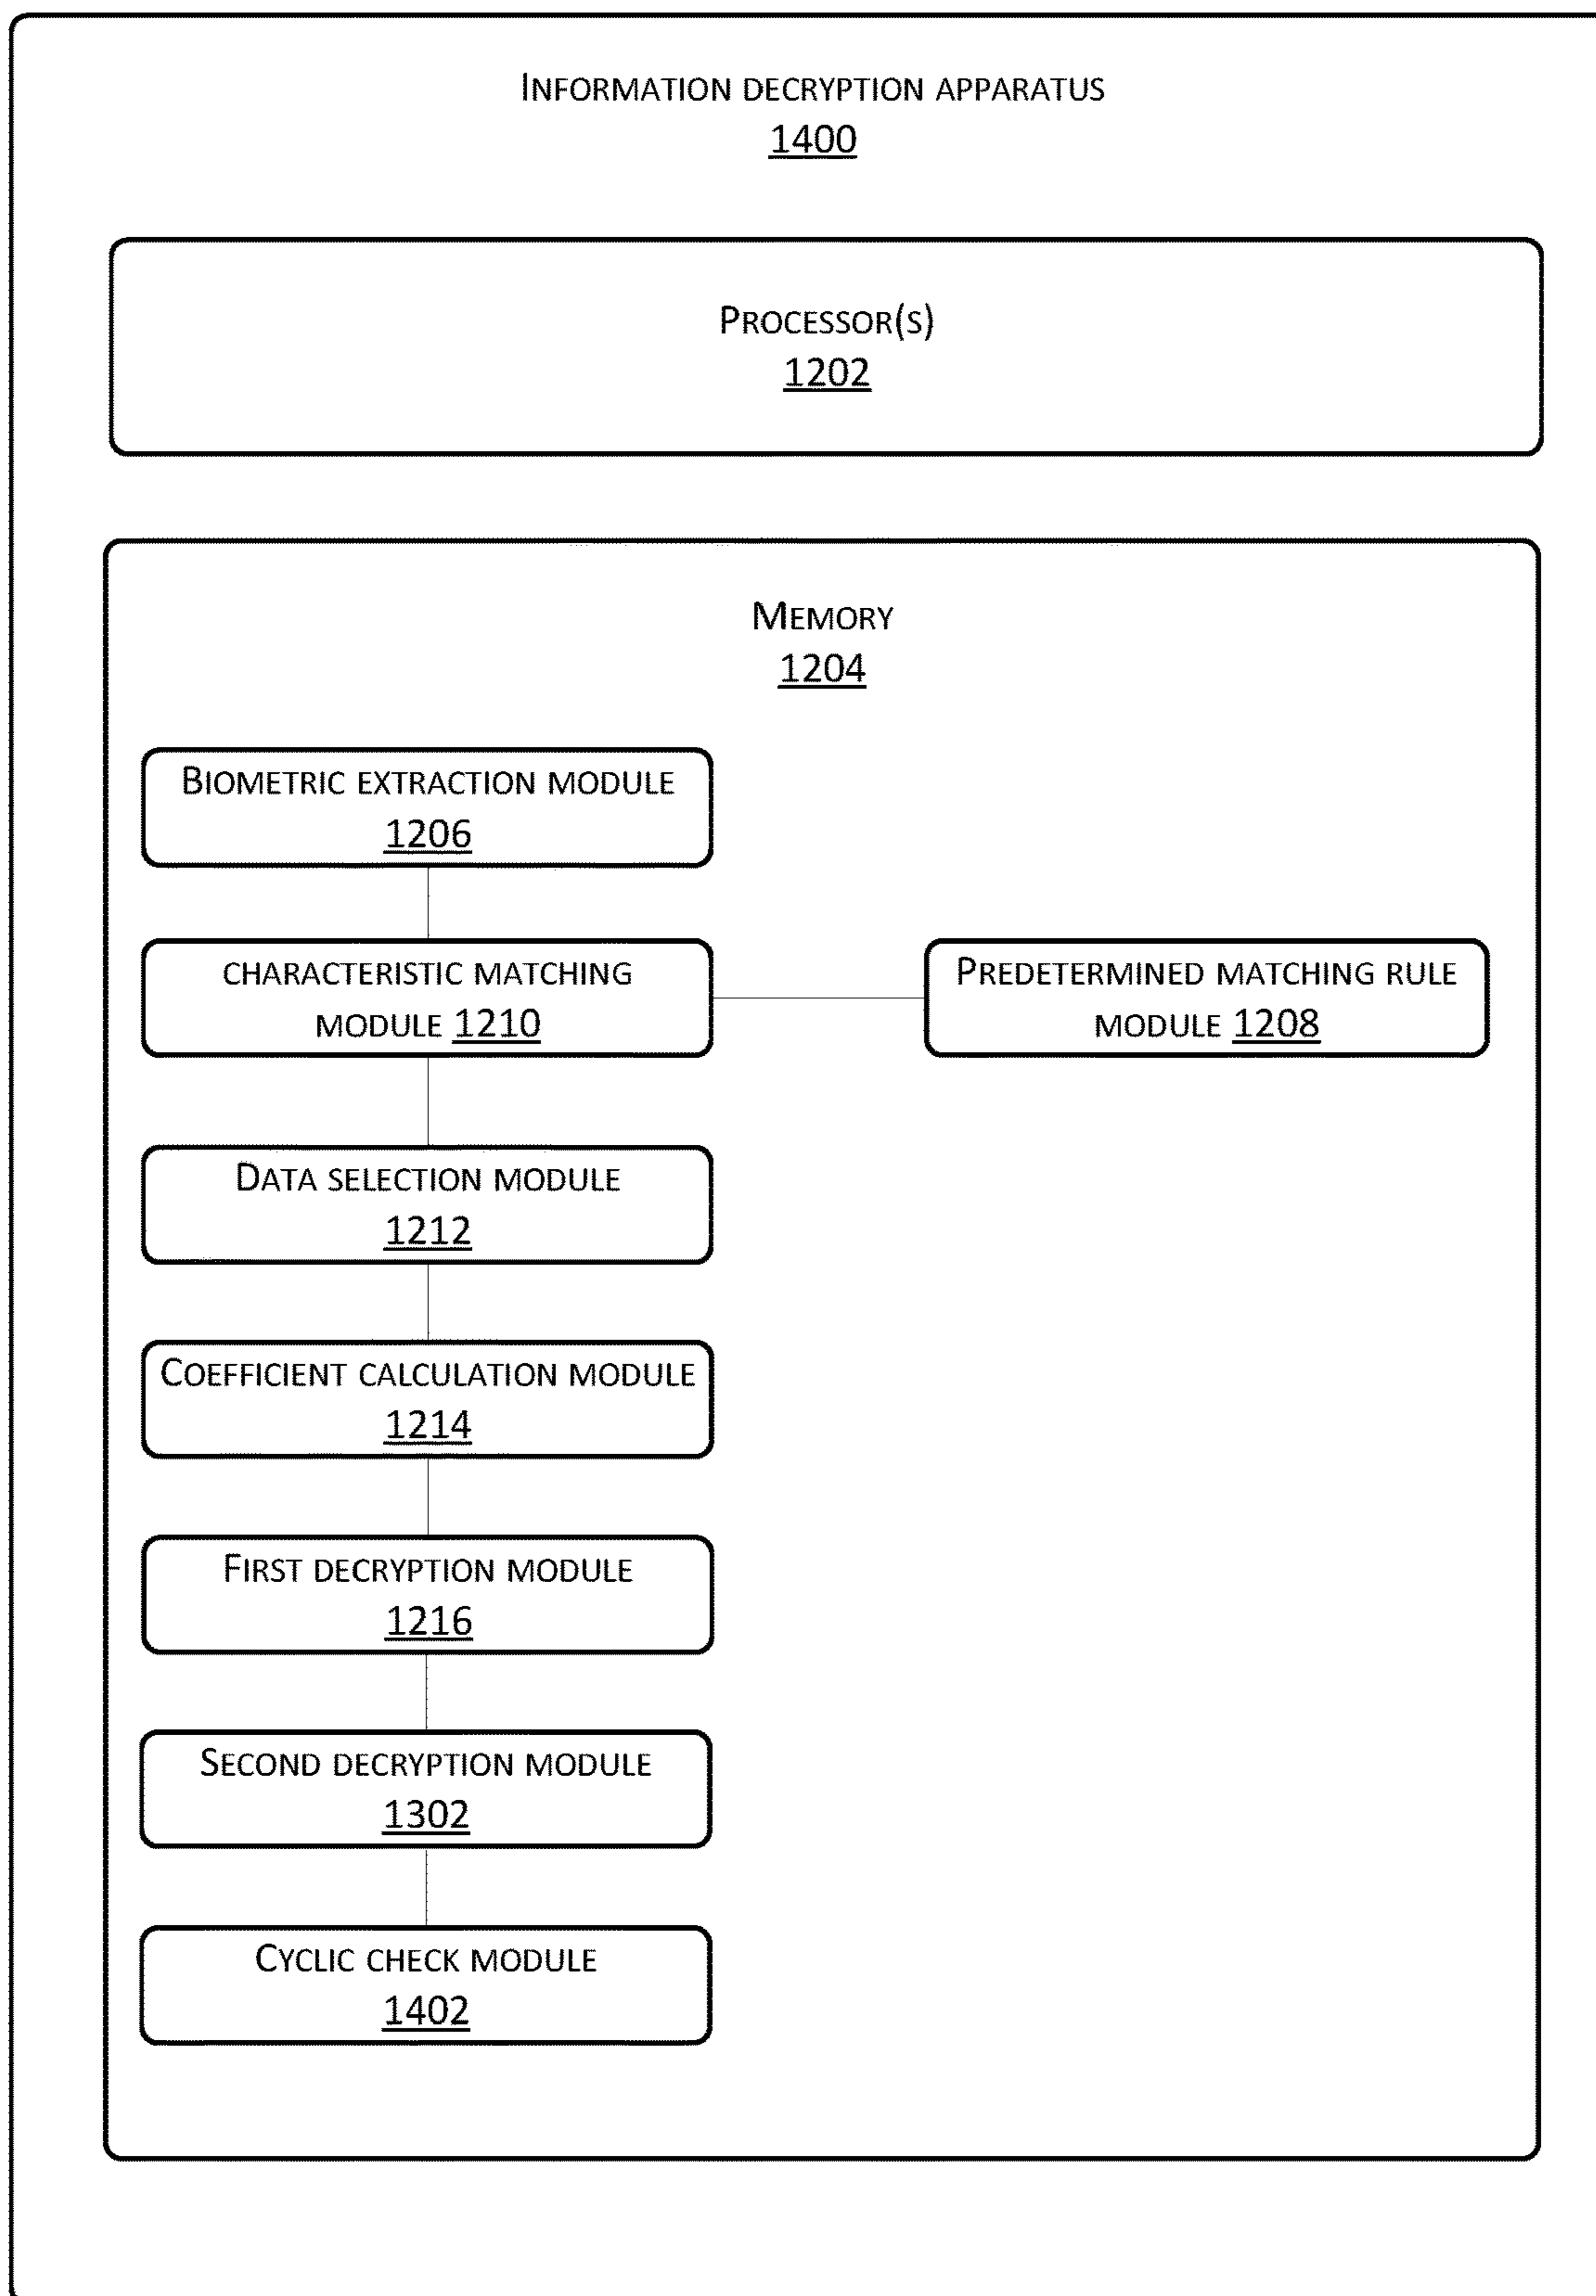 INFORMATION DECRYPTION APPARATUS
1400
PROCESSOR(S)
1202
MEMORY
1204
BIOMETRIC EXTRACTION MODULE
1206
CHARACTERISTIC MATCHING
MODULE 1210
PREDETERMINED MATCHING RULE
MODULE 1208
DATA SELECTION MODULE
1212
COEFFICIENT CALCULATION MODULE
1214
FIRST DECRYPTION MODULE
1216
SECOND DECRYPTION MODULE
1302
CYCLIC CHECK MODULE
1402